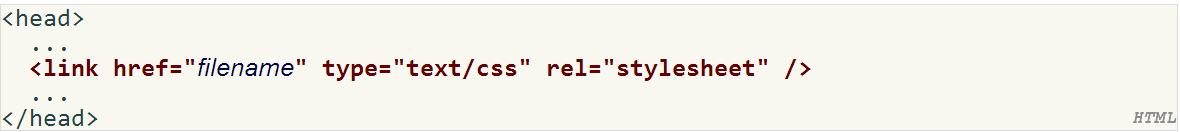 <head>
  ...
  <link href="filename" type="text/css" rel="stylesheet" />
  ...
</head>
HTML